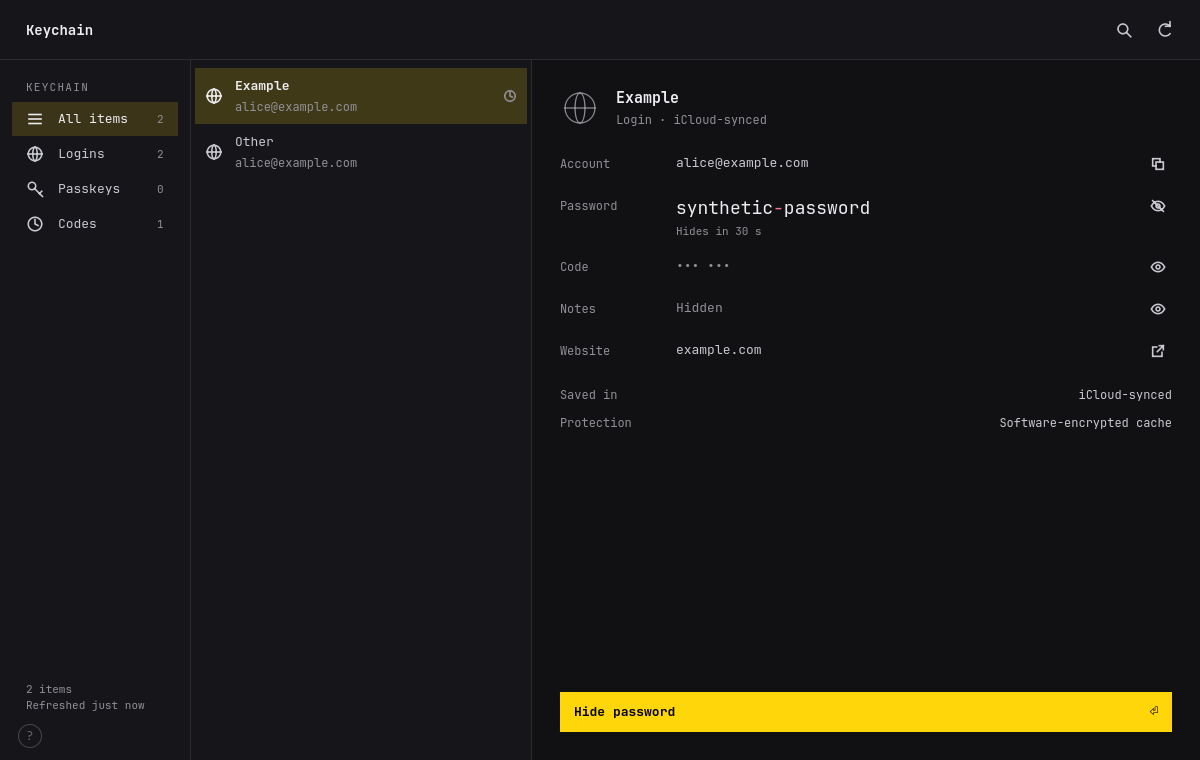 Keychain
KEYCHAIN
All items 2
Logins 2
Passkeys 0
Codes 1
2 items
Refreshed just now
?
Example
alice@example.com
Other
alice@example.com
Example
Login · iCloud-synced
Account alice@example.com
Password synthetic-password
Hides in 30 s
Code ••• •••
Notes Hidden
Website example.com
Saved in iCloud-synced
Protection Software-encrypted cache
Hide password ⏎